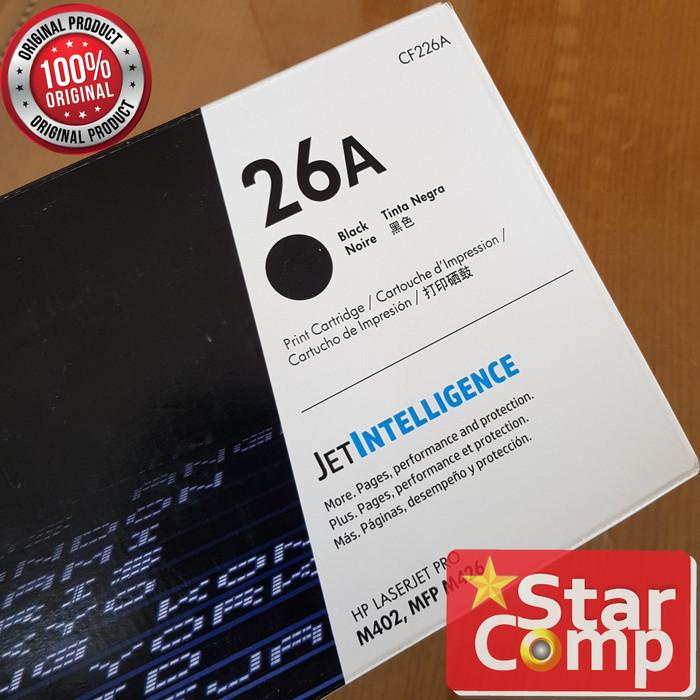 ORIGINAL PRODUCT
100%
ORIGINAL
ORIGINAL PRODUCT
CF226A
26A
Black Tinta Negra
Noire 黑色
Print Cartridge / Cartouche d'Impression /
Cartucho de Impresión / 打印硒鼓
JETINTELLIGENCE
More. Pages, performance and protection.
Plus. Pages, performance et protection.
Más. Páginas, desempeño y protección.
HP LASERJET PRO
M402, MFP M426
Star
Comp